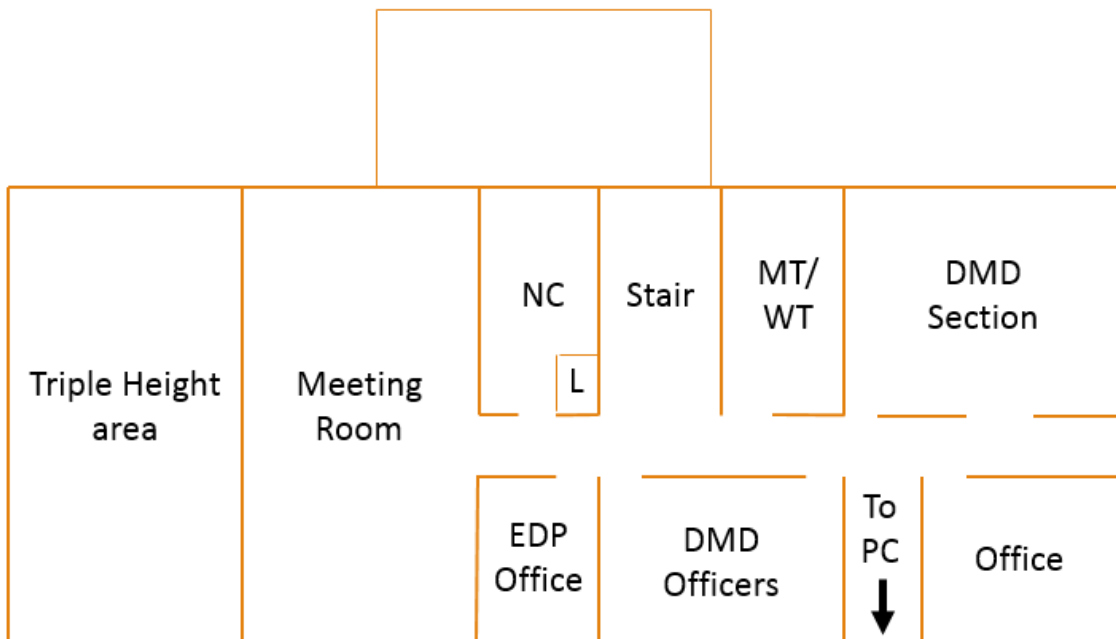 NC
Stair
MT/
WT
DMD
Section
Triple Height
area
Meeting
Room
L
EDP
Office
DMD
Officers
To
PC
Office